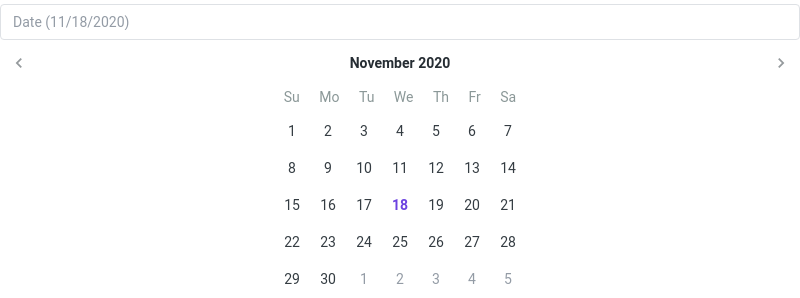 Date (11/18/2020)
November 2020
Su Mo Tu We Th Fr Sa
1 2 3 4 5 6 7
8 9 10 11 12 13 14
15 16 17 18 19 20 21
22 23 24 25 26 27 28
29 30 1 2 3 4 5